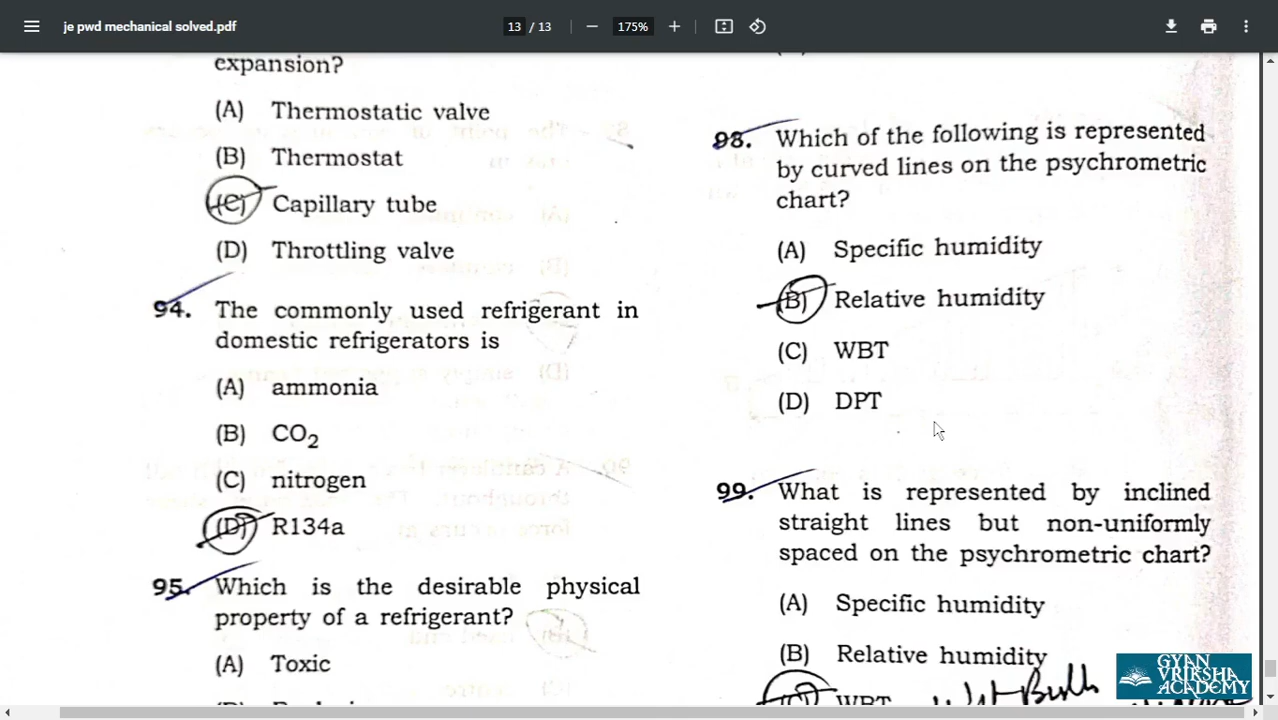 je pwd mechanical solved.pdf
13 / 13
175%
expansion?
(A) Thermostatic valve
(B) Thermostat
(C) Capillary tube
(D) Throttling valve
94. The commonly used refrigerant in
domestic refrigerators is
(A) ammonia
(B) CO2
(C) nitrogen
(D) R134a
95. Which is the desirable physical
property of a refrigerant?
(A) Toxic
98. Which of the following is represented
by curved lines on the psychrometric
chart?
(A) Specific humidity
(B) Relative humidity
(C) WBT
(D) DPT
99. What is represented by inclined
straight lines but non-uniformly
spaced on the psychrometric chart?
(A) Specific humidity
(B) Relative humidity
(C) WBT Wet Bulb
GYAN
VRIKSHA
ACADEMY